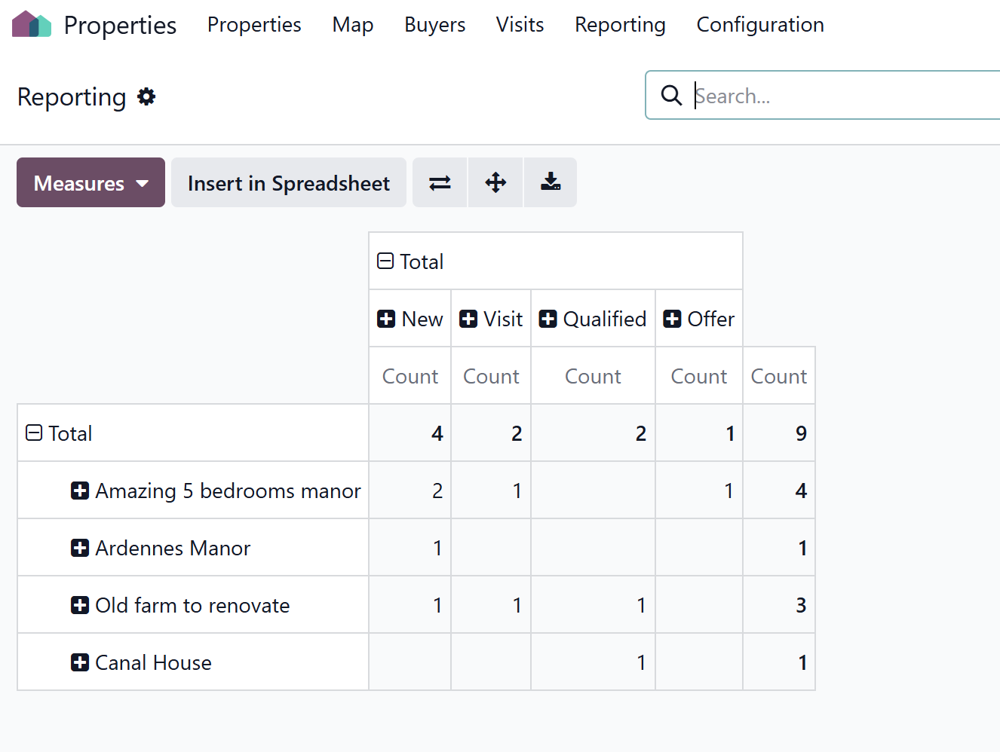 Properties Properties Map Buyers Visits Reporting Configuration
Reporting Search...
Measures Insert in Spreadsheet
Total
New Visit Qualified Offer
Count Count Count Count Count
Total 4 2 2 1 9
Amazing 5 bedrooms manor 2 1 1 4
Ardennes Manor 1 1
Old farm to renovate 1 1 1 3
Canal House 1 1